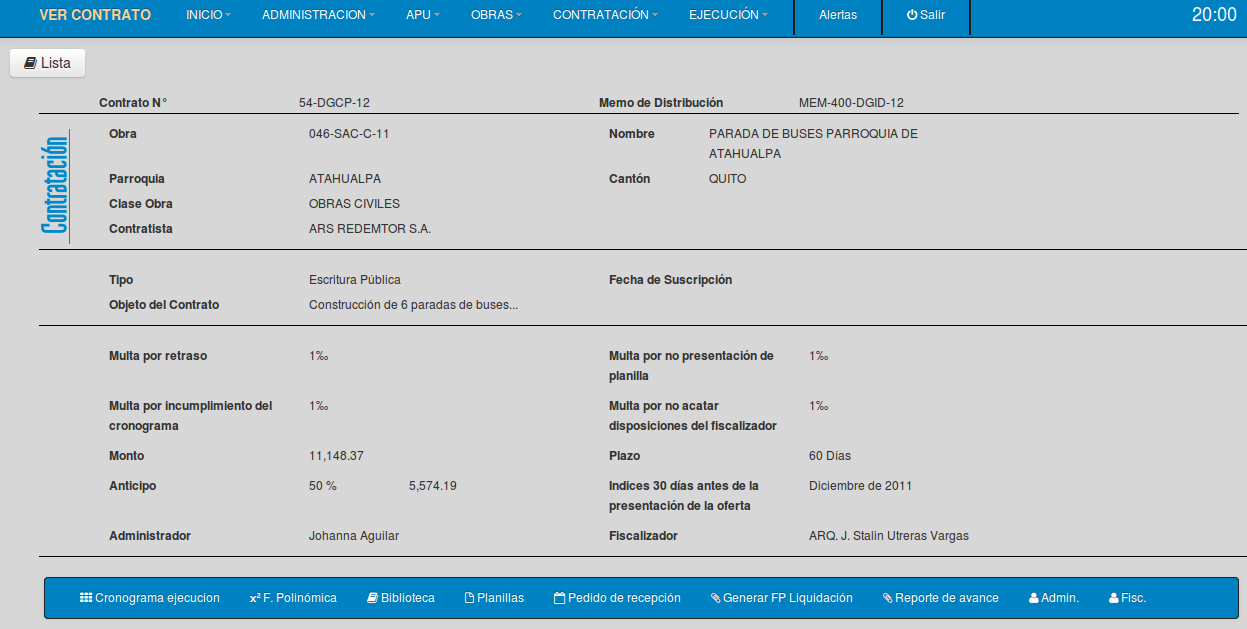 VER CONTRATO INICIO ADMINISTRACION APU OBRAS CONTRATACIÓN EJECUCIÓN Alertas Salir 20:00
Lista
Contrato N° 54-DGCP-12 Memo de Distribución MEM-400-DGID-12
Contratación
Obra 046-SAC-C-11 Nombre PARADA DE BUSES PARROQUIA DE
ATAHUALPA
Parroquia ATAHUALPA Cantón QUITO
Clase Obra OBRAS CIVILES
Contratista ARS REDEMTOR S.A.
Tipo Escritura Pública Fecha de Suscripción
Objeto del Contrato Construcción de 6 paradas de buses...
Multa por retraso 1‰ Multa por no presentación de 1‰
planilla
Multa por incumplimiento del 1‰ Multa por no acatar 1‰
cronograma disposiciones del fiscalizador
Monto 11,148.37 Plazo 60 Días
Anticipo 50 % 5,574.19 Indices 30 días antes de la Diciembre de 2011
presentación de la oferta
Administrador Johanna Aguilar Fiscalizador ARQ. J. Stalin Utreras Vargas
Cronograma ejecucion x² F. Polinómica Biblioteca Planillas Pedido de recepción Generar FP Liquidación Reporte de avance Admin. Fisc.